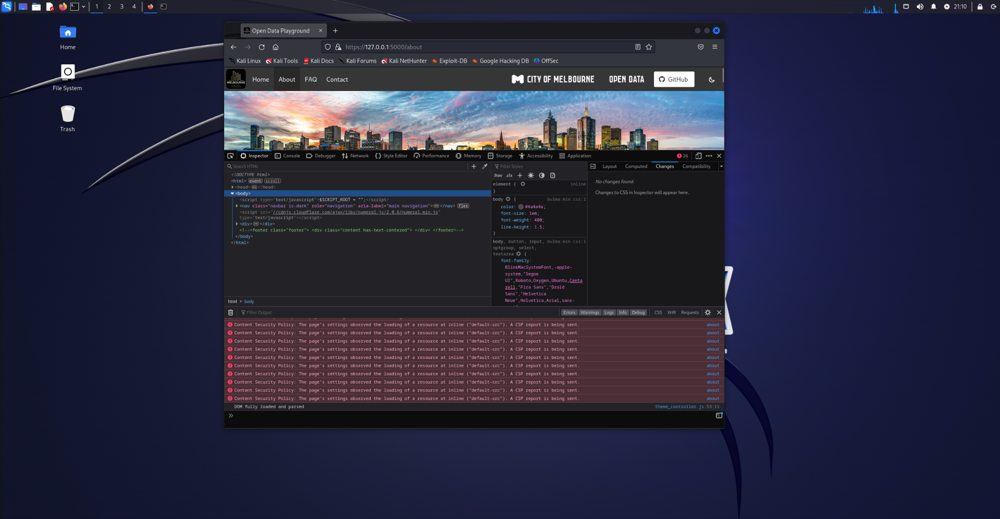 1 2 3 4
21:10
Home
File System
Trash
Open Data Playground
https://127.0.0.1:5000/about
Kali Linux Kali Tools Kali Docs Kali Forums Kali NetHunter Exploit-DB Google Hacking DB OffSec
MELBOURNE
Home About FAQ Contact CITY OF MELBOURNE OPEN DATA GitHub
Inspector Console Debugger Network Style Editor Performance Memory Storage Accessibility Application 26
Search HTML
<!DOCTYPE html>
<html> event scroll
<head> </head>
<body>
<script type="text/javascript">$SCRIPT_ROOT = "";</script>
<nav class="navbar is-dark" role="navigation" aria-label="main navigation"> </nav> flex
<script src="//cdnjs.cloudflare.com/ajax/libs/numeral.js/2.0.6/numeral.min.js"
type="text/javascript"></script>
<div> </div>
<!--<footer class="footer"> <div class="content has-text-centered"> </div> </footer>-->
</body>
</html>
html > body
Filter Styles
:hov .cls +
element { inline
}
body { bulma.min.css:1
color: #4a4a4a;
font-size: 1em;
font-weight: 400;
line-height: 1.5;
}
body, button, input, bulma.min.css:1
optgroup, select,
textarea {
font-family:
BlinkMacSystemFont,-apple-
system,"Segoe
UI",Roboto,Oxygen,Ubuntu,Canta
rell,"Fira Sans","Droid
Sans","Helvetica
Neue",Helvetica,Arial,sans-
Layout Computed Changes Compatibility
No changes found.
Changes to CSS in Inspector will appear here.
Filter Output Errors Warnings Logs Info Debug CSS XHR Requests
Content Security Policy: The page's settings observed the loading of a resource at inline ("default-src"). A CSP report is being sent. about
Content Security Policy: The page's settings observed the loading of a resource at inline ("default-src"). A CSP report is being sent. about
Content Security Policy: The page's settings observed the loading of a resource at inline ("default-src"). A CSP report is being sent. about
Content Security Policy: The page's settings observed the loading of a resource at inline ("default-src"). A CSP report is being sent. about
Content Security Policy: The page's settings observed the loading of a resource at inline ("default-src"). A CSP report is being sent. about
Content Security Policy: The page's settings observed the loading of a resource at inline ("default-src"). A CSP report is being sent. about
Content Security Policy: The page's settings observed the loading of a resource at inline ("default-src"). A CSP report is being sent. about
Content Security Policy: The page's settings observed the loading of a resource at inline ("default-src"). A CSP report is being sent. about
Content Security Policy: The page's settings observed the loading of a resource at inline ("default-src"). A CSP report is being sent. about
Content Security Policy: The page's settings observed the loading of a resource at inline ("default-src"). A CSP report is being sent. about
DOM fully loaded and parsed theme_controller.js:53:11